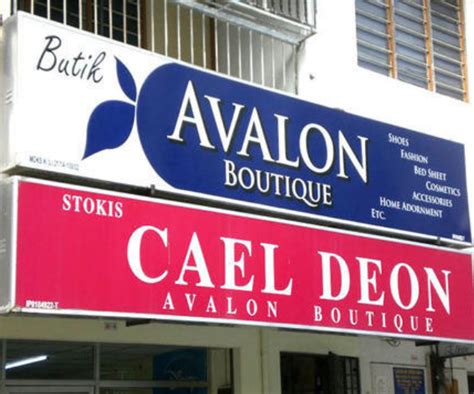 Butik
AVALON
BOUTIQUE
SHOES
FASHION
BED SHEET
COSMETICS
ACCESSORIES
HOME ADORNMENT
ETC.
STOKIS
CAEL DEON
AVALON BOUTIQUE